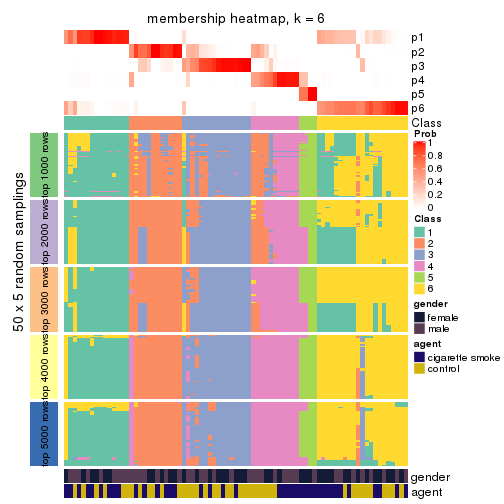 membership heatmap, k = 6
p1
p2
p3
p4
p5
p6
Class
50 x 5 random samplings
top 1000 rows
top 2000 rows
top 3000 rows
top 4000 rows
top 5000 rows
Prob
1
0.8
0.6
0.4
0.2
0
Class
1
2
3
4
5
6
gender
female
male
agent
cigarette smoke
control
gender
agent